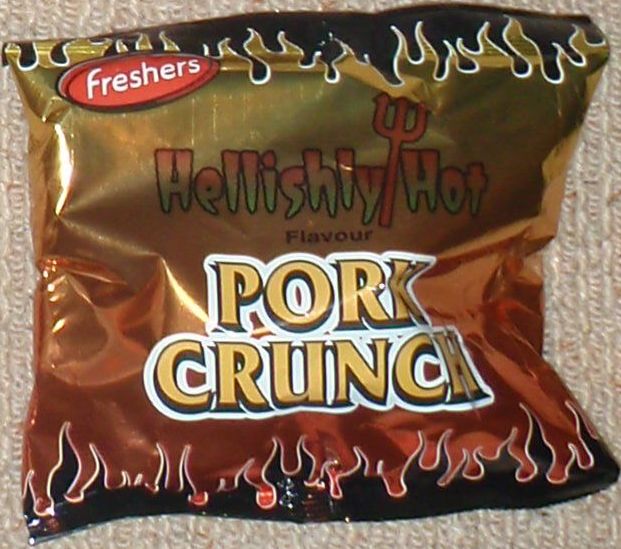 freshers
Hellishly Hot
Flavour
PORK
CRUNCH